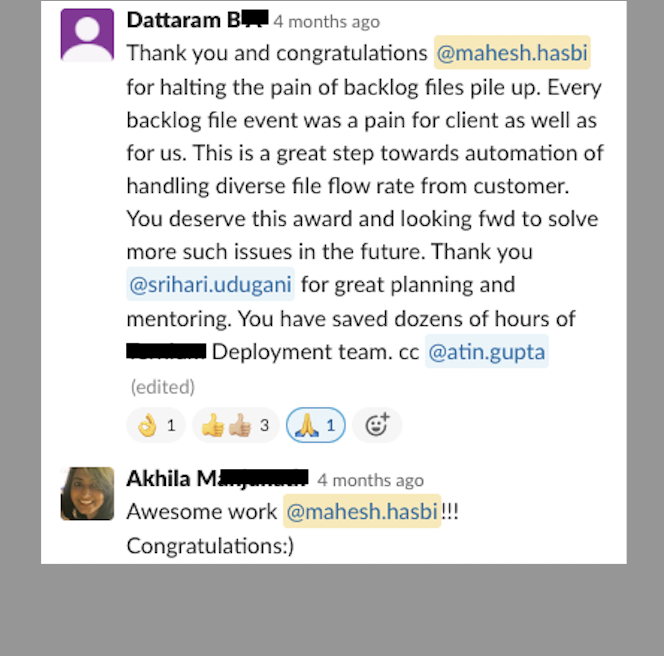 Dattaram B 4 months ago
Thank you and congratulations @mahesh.hasbi
for halting the pain of backlog files pile up. Every
backlog file event was a pain for client as well as
for us. This is a great step towards automation of
handling diverse file flow rate from customer.
You deserve this award and looking fwd to solve
more such issues in the future. Thank you
@srihari.udugani for great planning and
mentoring. You have saved dozens of hours of
Deployment team. cc @atin.gupta
(edited)
1 3 1
Akhila M 4 months ago
Awesome work @mahesh.hasbi!!!
Congratulations:)